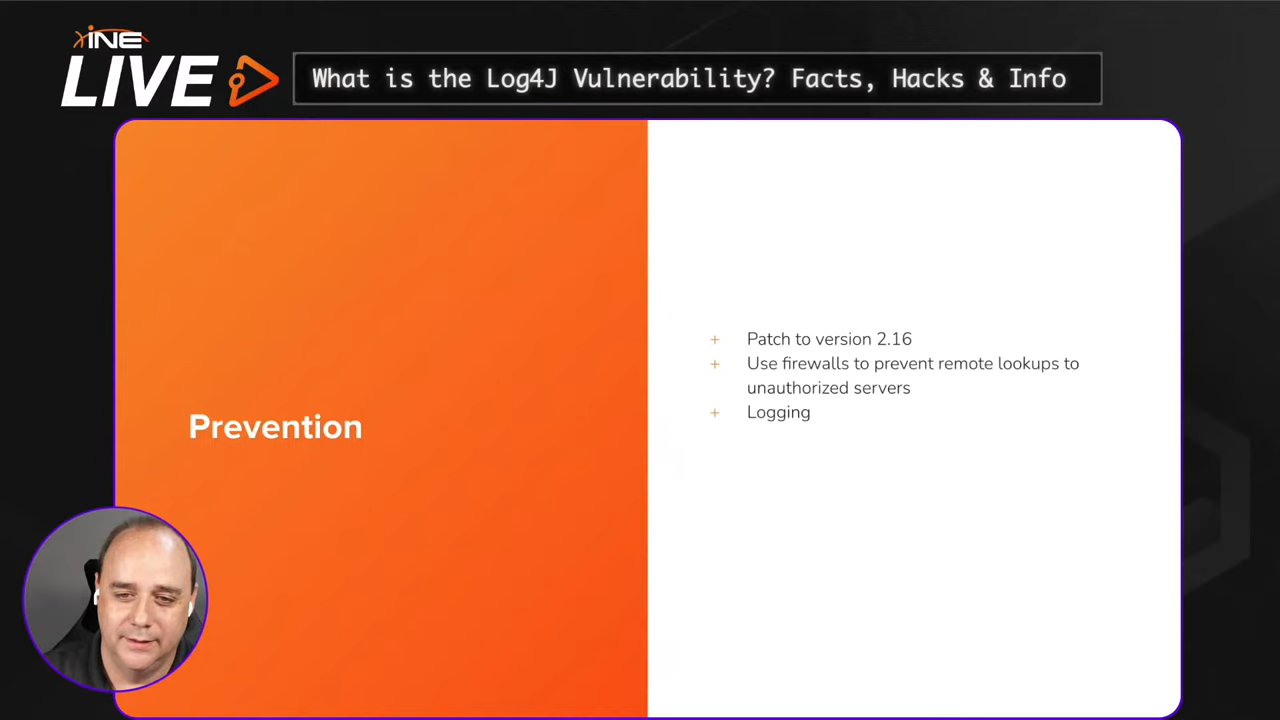 INE
LIVE
What is the Log4J Vulnerability? Facts, Hacks & Info
Prevention
+ Patch to version 2.16
+ Use firewalls to prevent remote lookups to
unauthorized servers
+ Logging